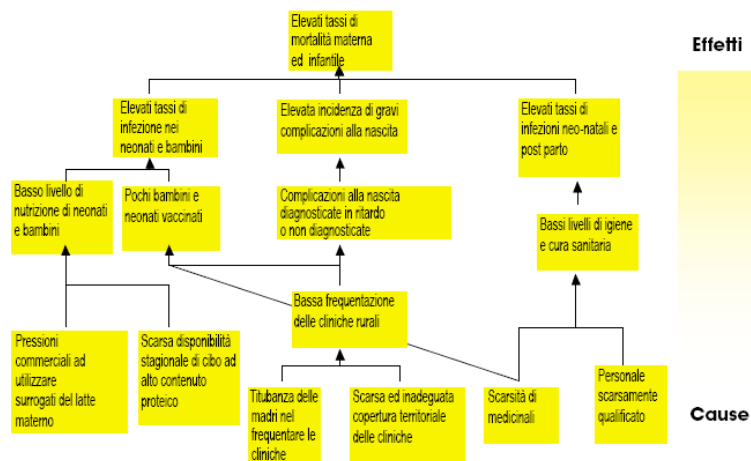 Elevati tassi di
mortalità materna
ed infantile
Effetti
Elevati tassi di
infezione nei
neonati e bambini
Elevata incidenza di gravi
complicazioni alla nascita
Elevati tassi di
infezioni neo-natali e
post parto
Basso livello di
nutrizione di neonati
e bambini
Pochi bambini e
neonati vaccinati
Complicazioni alla nascita
diagnosticate in ritardo
o non diagnosticate
Bassi livelli di igiene
e cura sanitaria
Bassa frequentazione
delle cliniche rurali
Pressioni
commerciali ad
utilizzare
surrogati del latte
materno
Scarsa disponibilità
stagionale di cibo ad
alto contenuto
proteico
Titubanza delle
madri nel
frequentare le
cliniche
Scarsa ed inadeguata
copertura territoriale
delle cliniche
Scarsità di
medicinali
Personale
scarsamente
qualificato
Cause